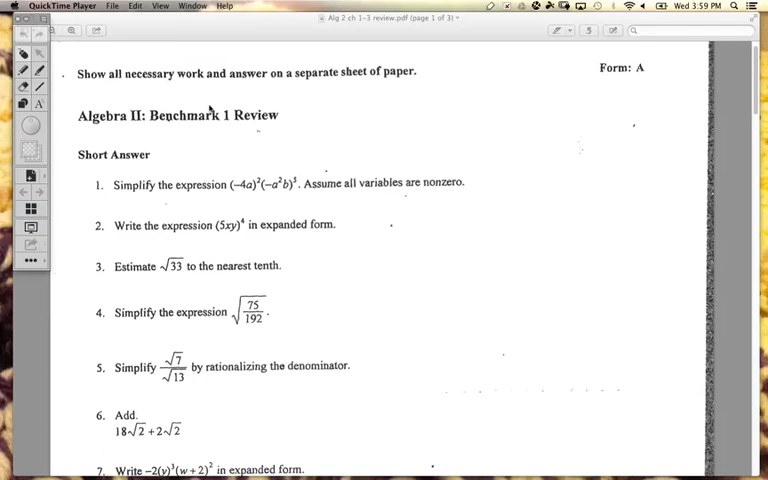 QuickTime Player File Edit View Window Help Wed 3:59 PM
Alg 2 ch 1-3 review.pdf (page 1 of 3)
Show all necessary work and answer on a separate sheet of paper.
Form: A
Algebra II: Benchmark 1 Review
Short Answer
1. Simplify the expression (−4a)²(−a²b)⁵. Assume all variables are nonzero.
2. Write the expression (5xy)⁴ in expanded form.
3. Estimate √33 to the nearest tenth.
4. Simplify the expression √(75/192).
5. Simplify √7/√13 by rationalizing the denominator.
6. Add.
18√2 + 2√2
7. Write −2(v)³(w + 2)² in expanded form.